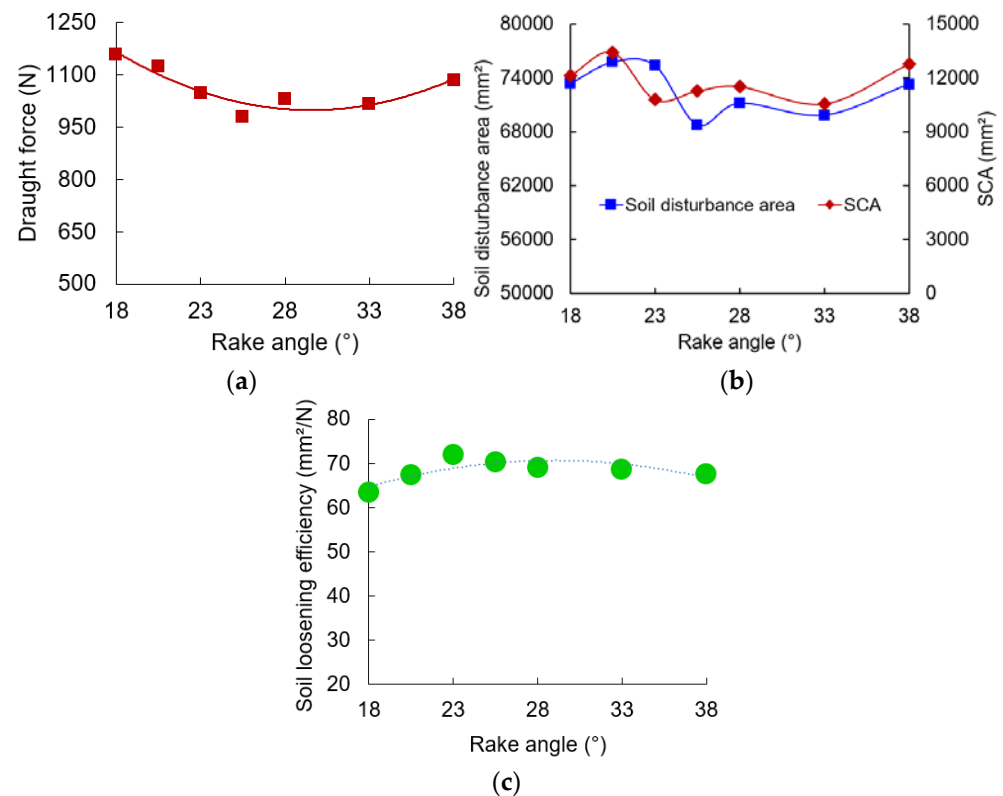 Draught force (N)
1250
1100
950
800
650
500
18 23 28 33 38
Rake angle (°)
(a)
Soil disturbance area (mm²)
80000
74000
68000
62000
56000
50000
Soil disturbance area SCA
15000
12000
9000
6000
3000
0
SCA (mm²)
18 23 28 33 38
Rake angle (°)
(b)
Soil loosening efficiency (mm²/N)
80
70
60
50
40
30
20
18 23 28 33 38
Rake angle (°)
(c)